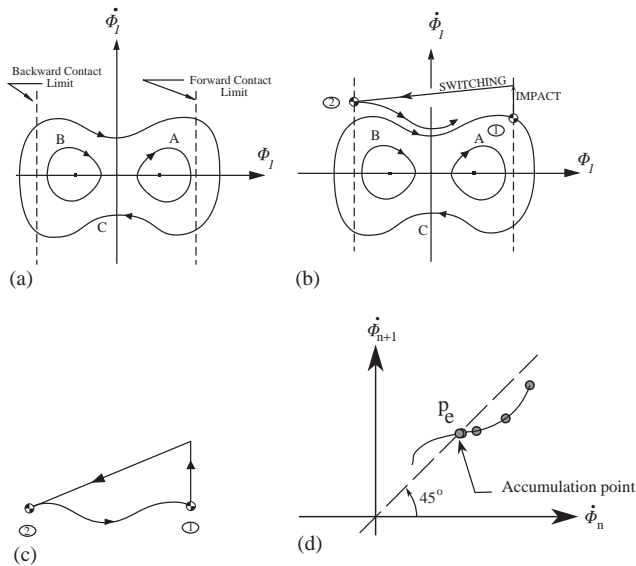 Φ̇₁
Backward Contact
Limit
Forward Contact
Limit
B
A
Φ₁
C
(a)
Φ̇₁
SWITCHING
IMPACT
②
①
B
A
Φ₁
C
(b)
②
①
(c)
Φ̇ₙ₊₁
pₑ
Accumulation point
45°
Φ̇ₙ
(d)